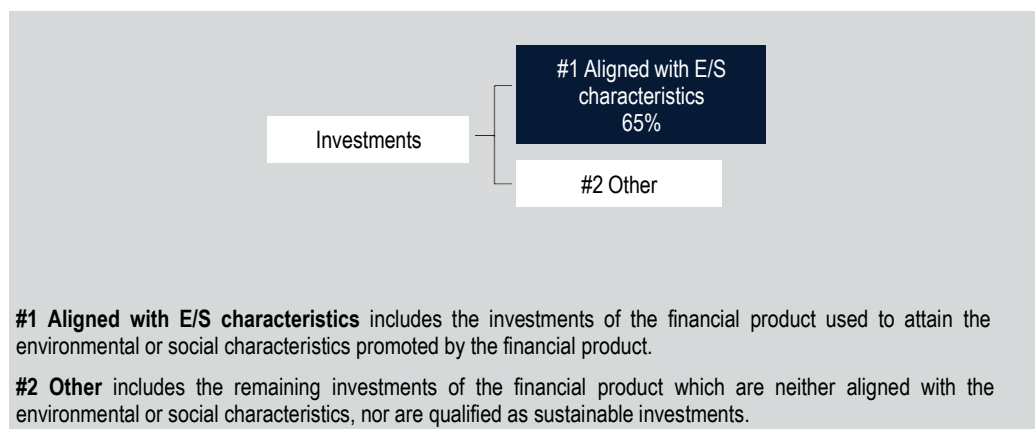 #1 Aligned with E/S
characteristics
65%
Investments
#2 Other
#1 Aligned with E/S characteristics includes the investments of the financial product used to attain the
environmental or social characteristics promoted by the financial product.
#2 Other includes the remaining investments of the financial product which are neither aligned with the
environmental or social characteristics, nor are qualified as sustainable investments.